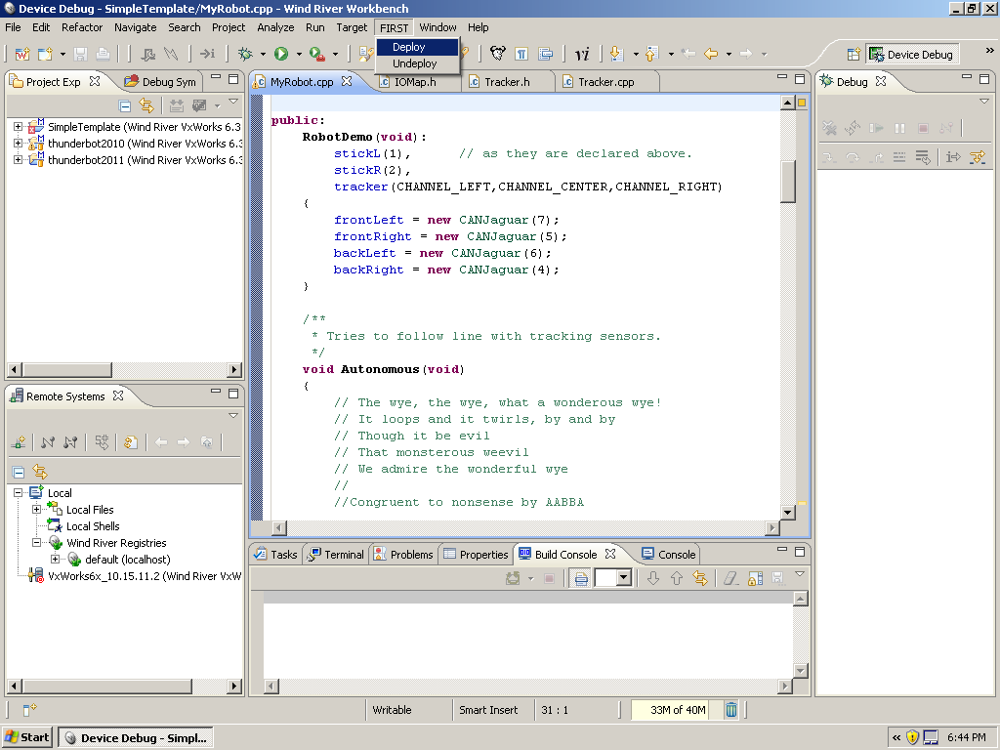 Device Debug - SimpleTemplate/MyRobot.cpp - Wind River Workbench
File Edit Refactor Navigate Search Project Analyze Run Target FIRST Window Help
Deploy
Undeploy
Device Debug
Project Exp
Debug Sym
MyRobot.cpp
IOMap.h
Tracker.h
Tracker.cpp
Debug
SimpleTemplate (Wind River VxWorks 6.3
thunderbot2010 (Wind River VxWorks 6.3
thunderbot2011 (Wind River VxWorks 6.3
public:
RobotDemo(void):
stickL(1), // as they are declared above.
stickR(2),
tracker(CHANNEL_LEFT,CHANNEL_CENTER,CHANNEL_RIGHT)
{
frontLeft = new CANJaguar(7);
frontRight = new CANJaguar(5);
backLeft = new CANJaguar(6);
backRight = new CANJaguar(4);
}
/**
* Tries to follow line with tracking sensors.
*/
void Autonomous(void)
{
// The wye, the wye, what a wonderous wye!
// It loops and it twirls, by and by
// Though it be evil
// That monsterous weevil
// We admire the wonderful wye
//
//Congruent to nonsense by AABBA
Remote Systems
Local
Local Files
Local Shells
Wind River Registries
default (localhost)
VxWorks6x_10.15.11.2 (Wind River VxW
Tasks
Terminal
Problems
Properties
Build Console
Console
Writable
Smart Insert
31 : 1
33M of 40M
Start
Device Debug - Simpl...
6:44 PM